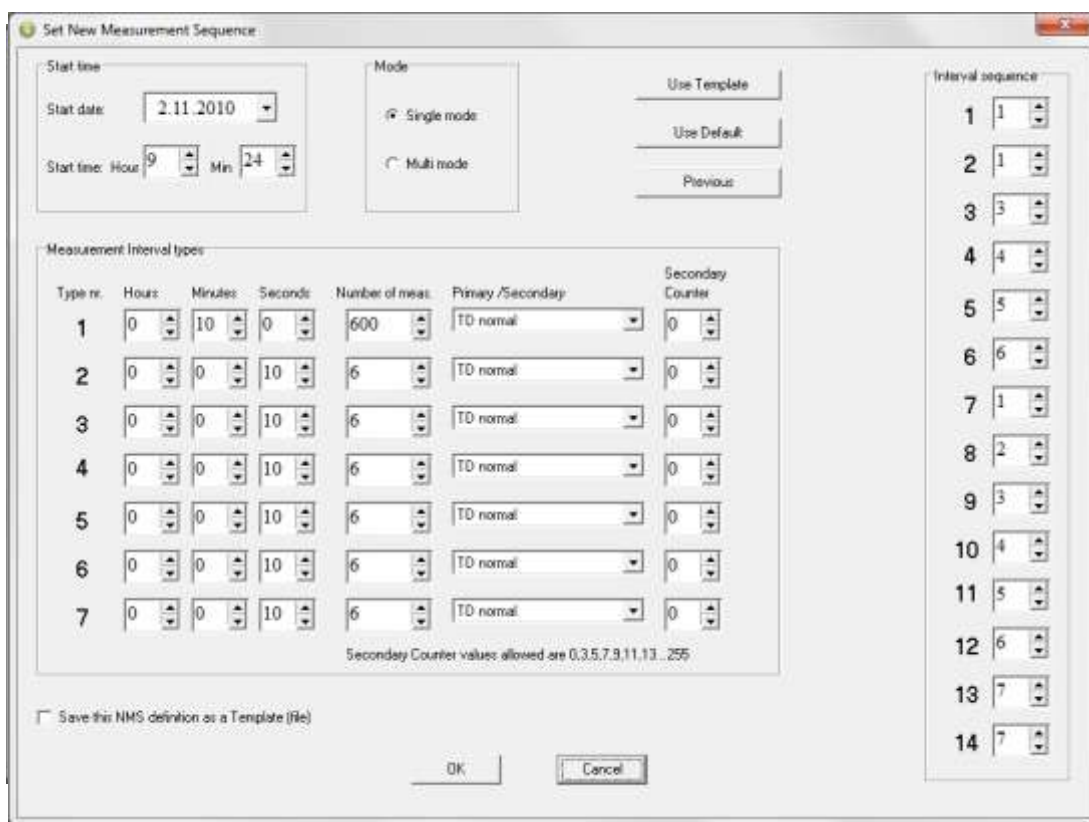 Set New Measurement Sequence
Start time
Start date: 2.11.2010
Start time: Hour 9 Min 24
Mode
Single mode
Multi mode
Use Template
Use Default
Previous
Measurement Interval types
Secondary
Type nr. Hours Minutes Seconds Number of meas. Primary /Secondary Counter
1 0 10 0 600 TD normal 0
2 0 0 10 6 TD normal 0
3 0 0 10 6 TD normal 0
4 0 0 10 6 TD normal 0
5 0 0 10 6 TD normal 0
6 0 0 10 6 TD normal 0
7 0 0 10 6 TD normal 0
Secondary Counter values allowed are 0,3,5,7,9,11,13...255
Save this NMS definition as a Template (file)
OK Cancel
Interval sequence
1 1
2 1
3 3
4 4
5 5
6 6
7 1
8 2
9 3
10 4
11 5
12 6
13 7
14 7